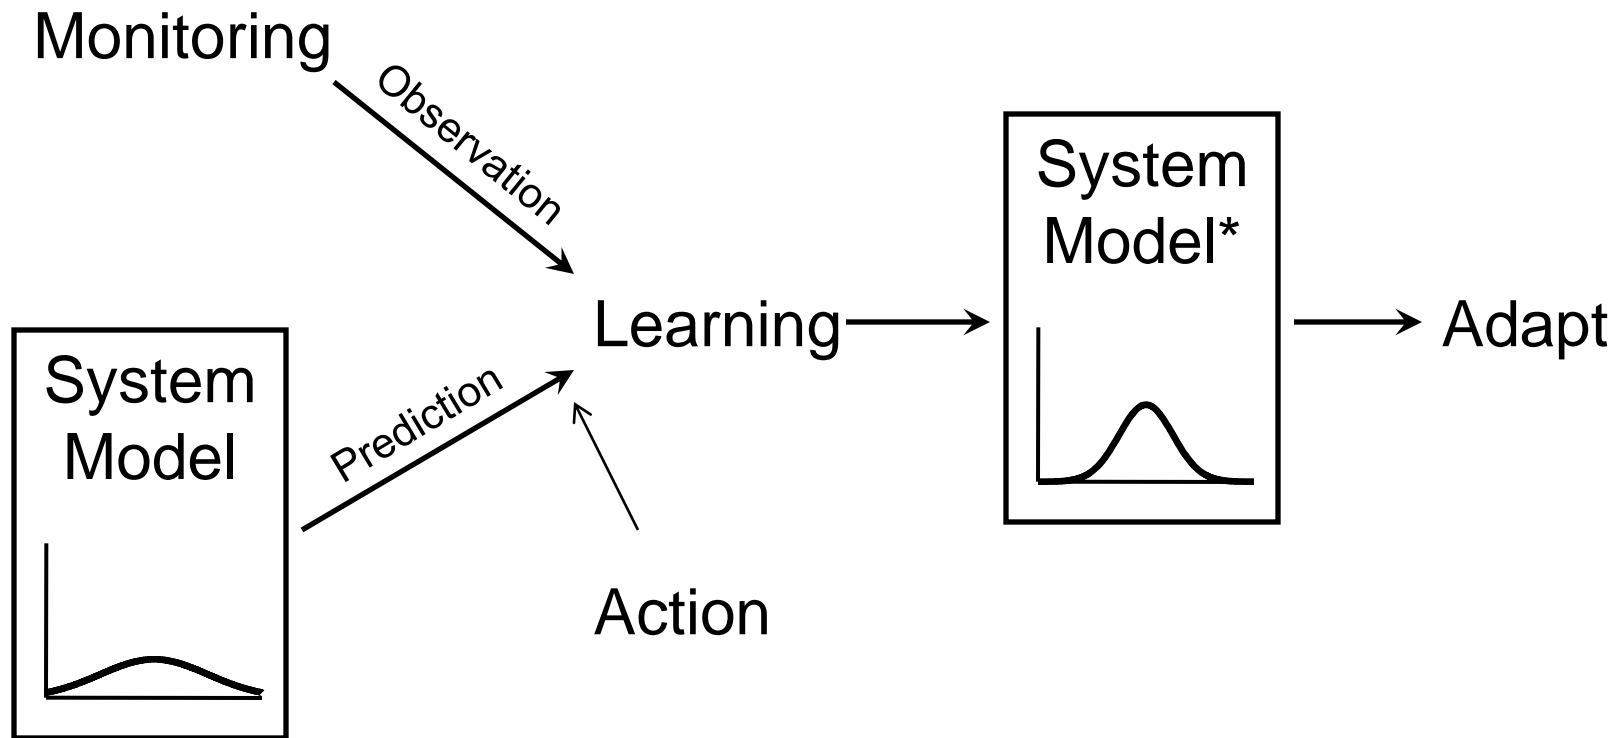 Monitoring
Observation
System
Model*
Learning
Adapt
System
Model
Prediction
Action